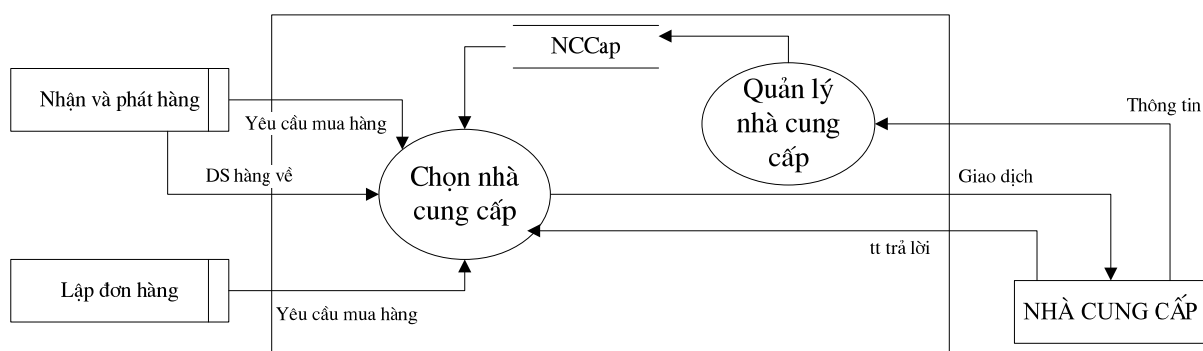 NCCap
Nhận và phát hàng
Yêu cầu mua hàng
Quản lý
nhà cung
cấp
Thông tin
DS hàng về
Chọn nhà
cung cấp
Giao dịch
tt trả lời
Lập đơn hàng
Yêu cầu mua hàng
NHÀ CUNG CẤP